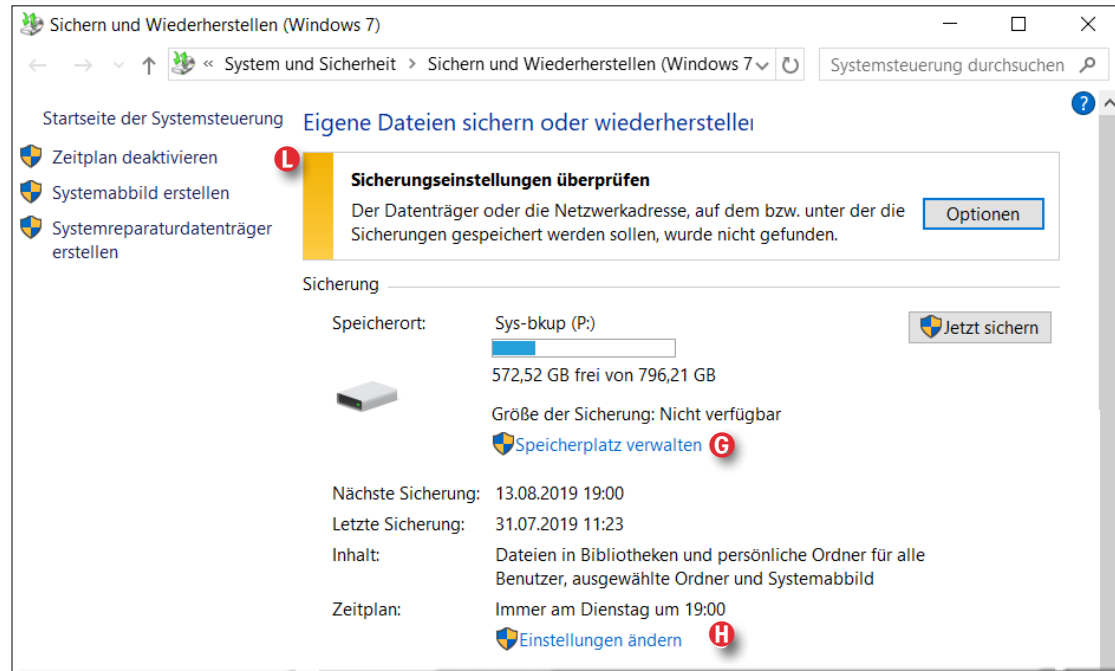 Sichern und Wiederherstellen (Windows 7)
« System und Sicherheit > Sichern und Wiederherstellen (Windows 7
Systemsteuerung durchsuchen
?
Startseite der Systemsteuerung
Zeitplan deaktivieren
Systemabbild erstellen
Systemreparaturdatenträger
erstellen
Eigene Dateien sichern oder wiederherstellen
L
Sicherungseinstellungen überprüfen
Der Datenträger oder die Netzwerkadresse, auf dem bzw. unter der die
Sicherungen gespeichert werden sollen, wurde nicht gefunden.
Optionen
Sicherung
Speicherort:
Sys-bkup (P:)
Jetzt sichern
572,52 GB frei von 796,21 GB
Größe der Sicherung: Nicht verfügbar
Speicherplatz verwalten G
Nächste Sicherung: 13.08.2019 19:00
Letzte Sicherung: 31.07.2019 11:23
Inhalt: Dateien in Bibliotheken und persönliche Ordner für alle
Benutzer, ausgewählte Ordner und Systemabbild
Zeitplan: Immer am Dienstag um 19:00
Einstellungen ändern H